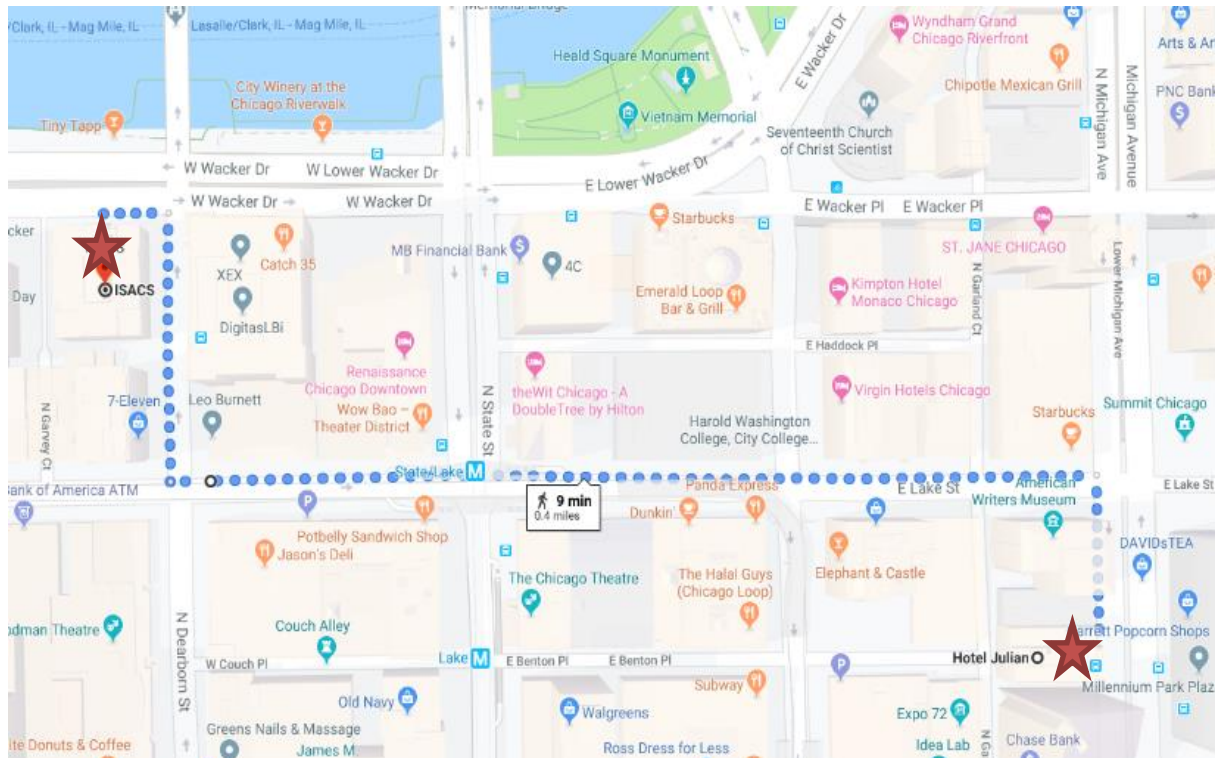 Memorial Bridge
/Clark, IL - Mag Mile, IL
Lasalle/Clark, IL - Mag Mile, IL
Wyndham Grand
Chicago Riverfront
Arts & Ar
Heald Square Monument
E Wacker Dr
City Winery at the
Chicago Riverwalk
Chipotle Mexican Grill
N Michigan Ave
Michigan Avenue
PNC Bank
Tiny Tapp
Vietnam Memorial
Seventeenth Church
of Christ Scientist
W Wacker Dr
W Lower Wacker Dr
E Lower Wacker Dr
W Wacker Dr
W Wacker Dr
E Wacker Pl
E Wacker Pl
Starbucks
cker
XEX
Catch 35
MB Financial Bank
4C
ST. JANE CHICAGO
Lower Michigan Ave
N Garland Ct
ISACS
Day
DigitasLBi
Emerald Loop
Bar & Grill
Kimpton Hotel
Monaco Chicago
E Haddock Pl
Renaissance
Chicago Downtown
theWit Chicago - A
DoubleTree by Hilton
Virgin Hotels Chicago
7-Eleven
Leo Burnett
Wow Bao –
Theater District
N State St
Harold Washington
College, City College...
Starbucks
Summit Chicago
N Garvey Ct
State/Lake
M
ank of America ATM
P
9 min
0.4 miles
Panda Express
E Lake St
American
Writers Museum
E Lake St
Dunkin'
Potbelly Sandwich Shop
Jason's Deli
DAVIDsTEA
The Chicago Theatre
The Halal Guys
(Chicago Loop)
Elephant & Castle
odman Theatre
Couch Alley
N Dearborn St
arrett Popcorn Shops
W Couch Pl
Lake
M
E Benton Pl
E Benton Pl
P
Hotel Julian
Subway
Millennium Park Plaz
Old Navy
Walgreens
Expo 72
Greens Nails & Massage
ite Donuts & Coffee
James M
Ross Dress for Less
Idea Lab
N Ga
Chase Bank